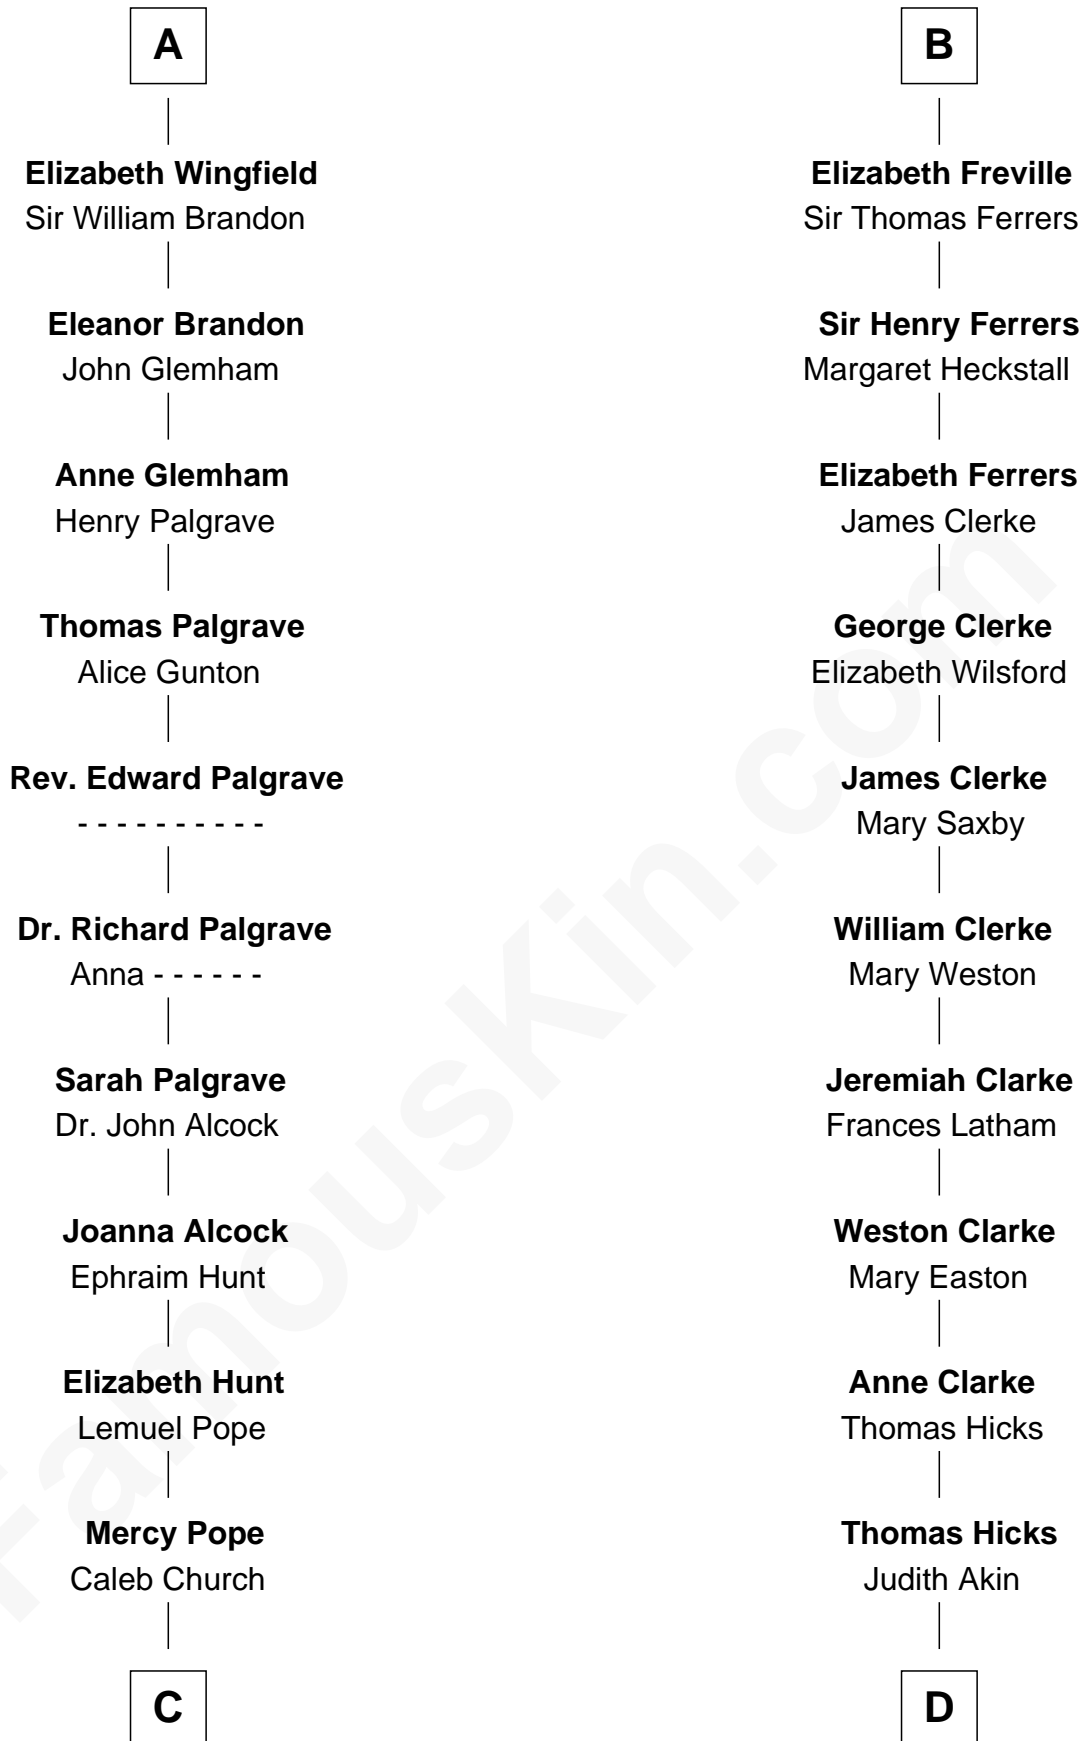 A
Elizabeth Wingfield
Sir William Brandon
Eleanor Brandon
John Glemham
Anne Glemham
Henry Palgrave
Thomas Palgrave
Alice Gunton
Rev. Edward Palgrave
- - - - - - - - - -
Dr. Richard Palgrave
Anna - - - - - -
Sarah Palgrave
Dr. John Alcock
Joanna Alcock
Ephraim Hunt
Elizabeth Hunt
Lemuel Pope
Mercy Pope
Caleb Church
C
B
Elizabeth Freville
Sir Thomas Ferrers
Sir Henry Ferrers
Margaret Heckstall
Elizabeth Ferrers
James Clerke
George Clerke
Elizabeth Wilsford
James Clerke
Mary Saxby
William Clerke
Mary Weston
Jeremiah Clarke
Frances Latham
Weston Clarke
Mary Easton
Anne Clarke
Thomas Hicks
Thomas Hicks
Judith Akin
D
FamousKin.com